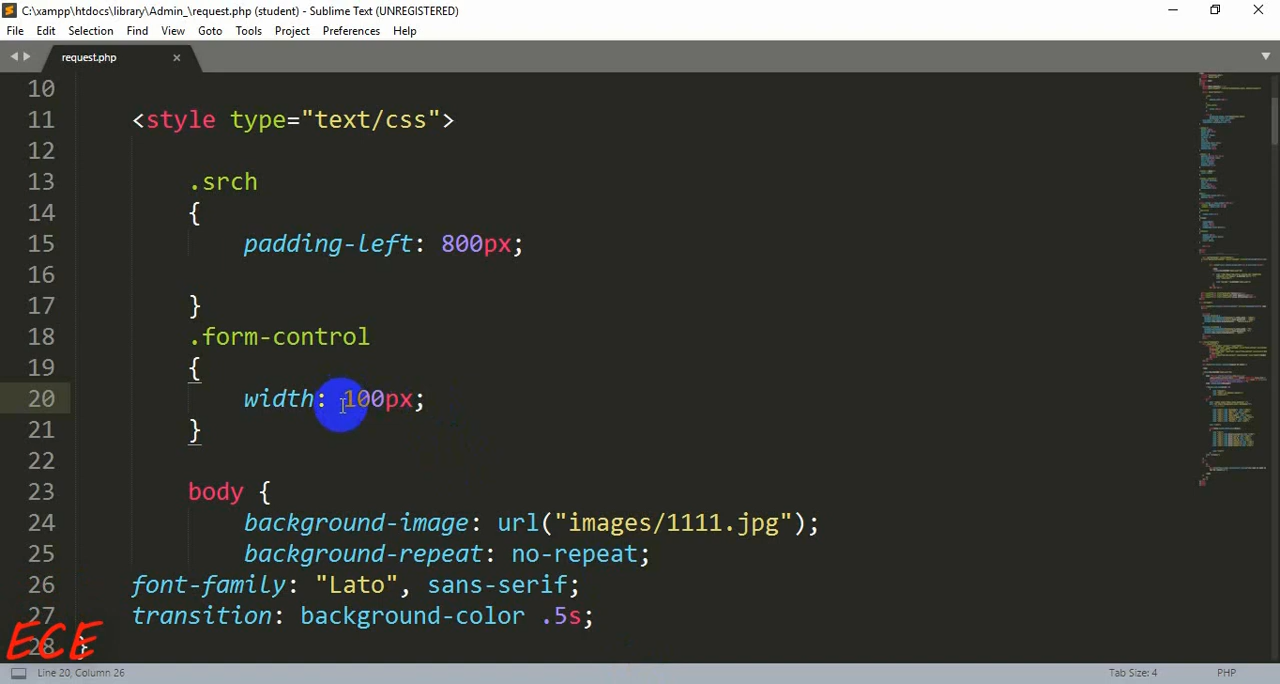 C:\xampp\htdocs\library\Admin_\request.php (student) - Sublime Text (UNREGISTERED)
File Edit Selection Find View Goto Tools Project Preferences Help
request.php
10
11 <style type="text/css">
12
13 .srch
14 {
15 padding-left: 800px;
16
17 }
18 .form-control
19 {
20 width: 100px;
21 }
22
23 body {
24 background-image: url("images/1111.jpg");
25 background-repeat: no-repeat;
26 font-family: "Lato", sans-serif;
27 transition: background-color .5s;
28 }
ECE
Line 20, Column 26 Tab Size: 4 PHP